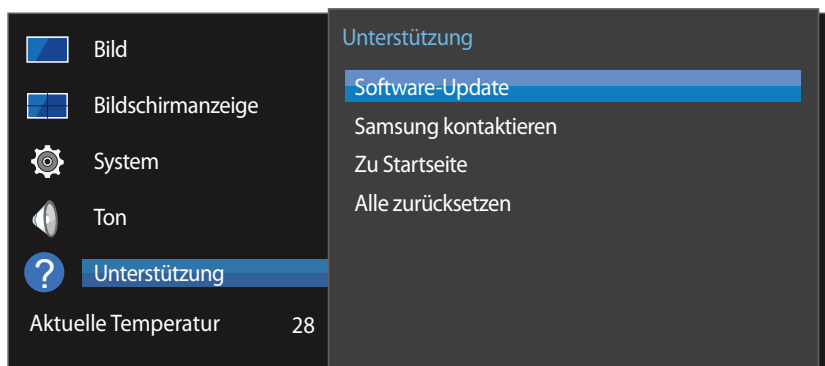 Bild
Bildschirmanzeige
System
Ton
Unterstützung
Aktuelle Temperatur 28
Unterstützung
Software-Update
Samsung kontaktieren
Zu Startseite
Alle zurücksetzen